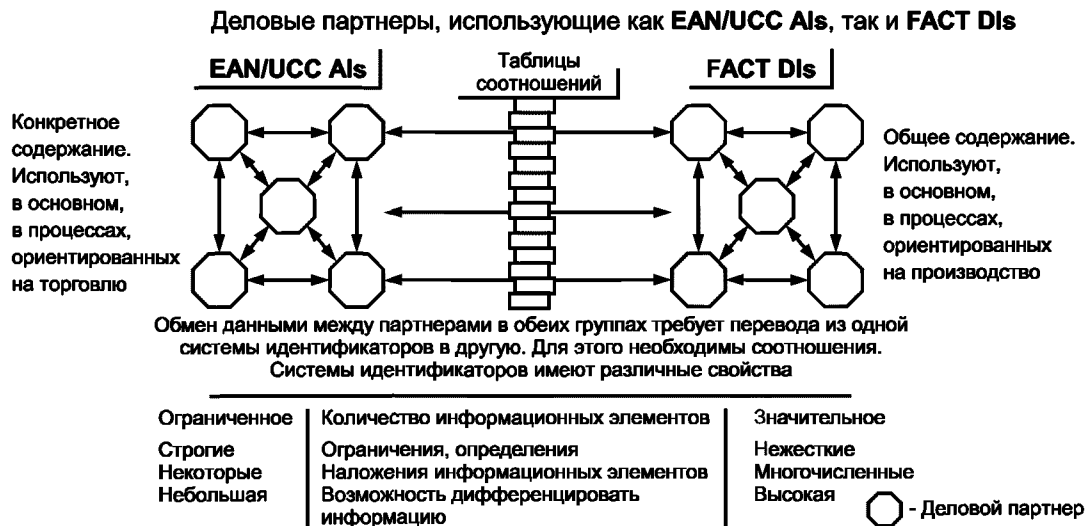 Деловые партнеры, использующие как EAN/UCC AIs, так и FACT DIs
EAN/UCC AIs
Таблицы
соотношений
FACT DIs
Конкретное
содержание.
Используют,
в основном,
в процессах,
ориентированных
на торговлю
Общее содержание.
Используют,
в основном,
в процессах,
ориентированных
на производство
Обмен данными между партнерами в обеих группах требует перевода из одной
системы идентификаторов в другую. Для этого необходимы соотношения.
Системы идентификаторов имеют различные свойства
Ограниченное Количество информационных элементов Значительное
Строгие Ограничения, определения Нежесткие
Некоторые Наложения информационных элементов Многочисленные
Небольшая Возможность дифференцировать Высокая
информацию
- Деловой партнер